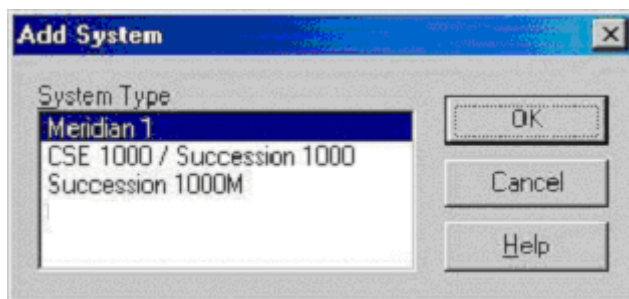 Add System
System Type
Meridian 1
CSE 1000 / Succession 1000
Succession 1000M
OK
Cancel
Help